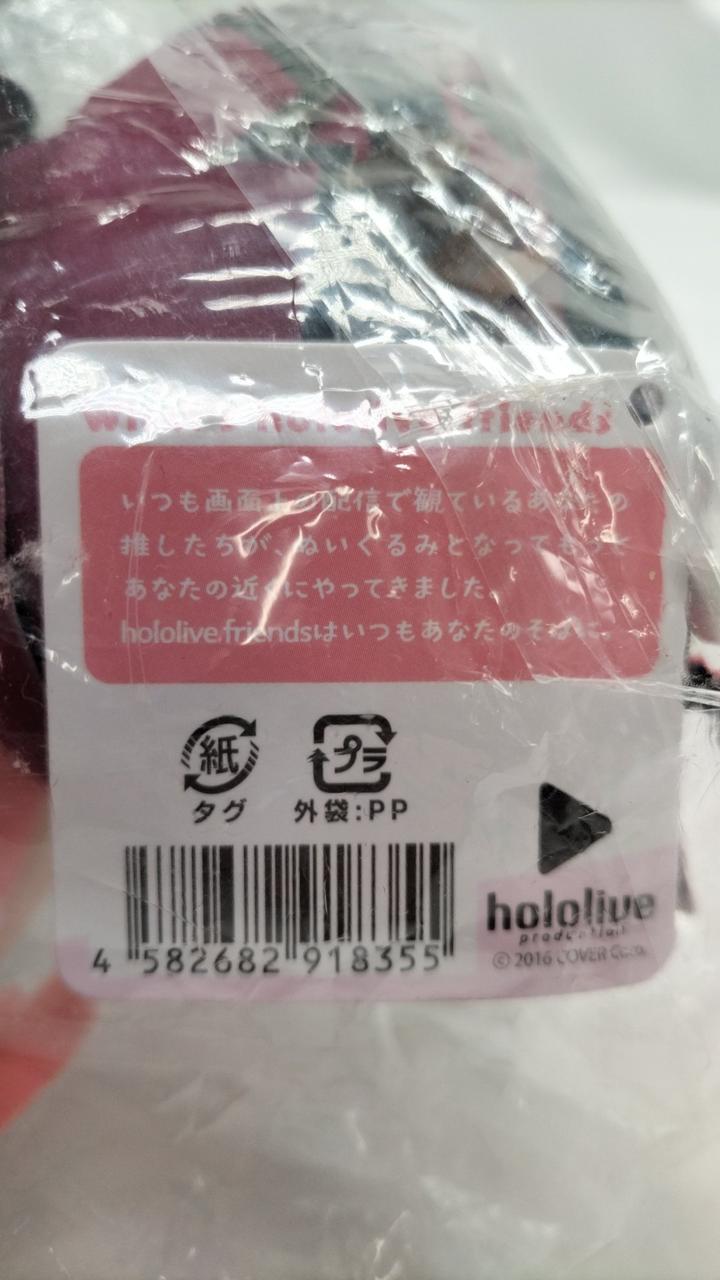 hololive friends
いつも画面上の配信で観ているあなたの
推したちが、ぬいぐるみとなってもっと
あなたの近くにやってきました。
hololive friendsはいつもあなたのそばに。
紙
プラ
タグ
外袋:PP
4 582682 918355
hololive
production
© 2016 COVER Corp.